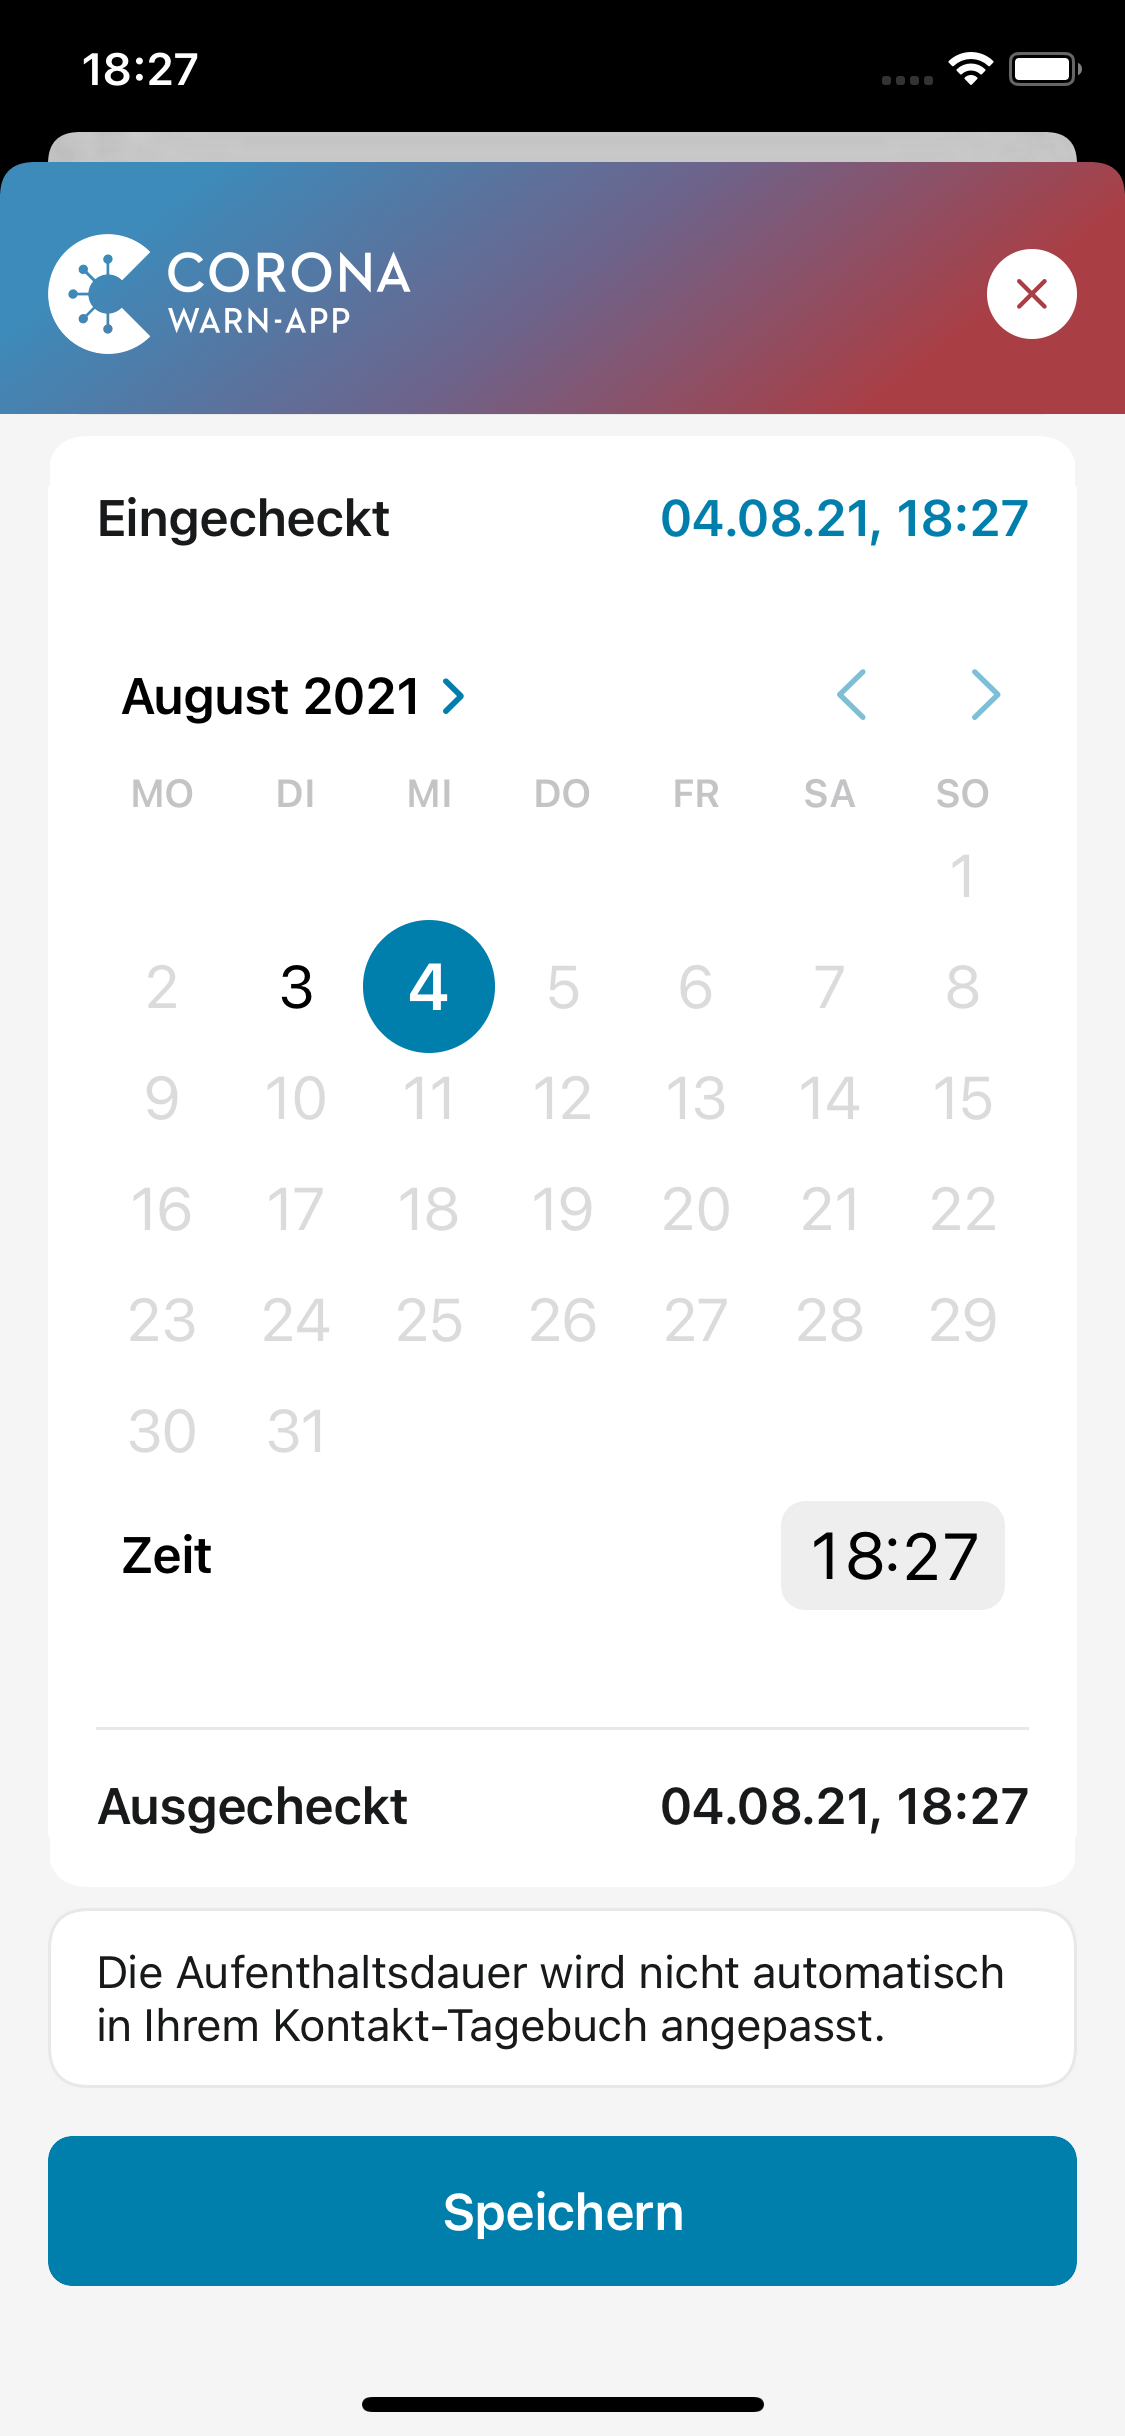 18:27
CORONA
WARN-APP
Eingecheckt 04.08.21, 18:27
August 2021
MO DI MI DO FR SA SO
1
2 3 4 5 6 7 8
9 10 11 12 13 14 15
16 17 18 19 20 21 22
23 24 25 26 27 28 29
30 31
Zeit 18:27
Ausgecheckt 04.08.21, 18:27
Die Aufenthaltsdauer wird nicht automatisch
in Ihrem Kontakt-Tagebuch angepasst.
Speichern